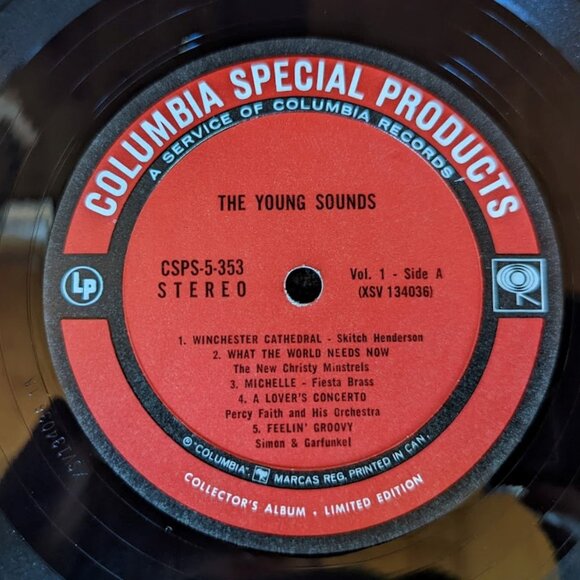 COLUMBIA SPECIAL PRODUCTS
A SERVICE OF COLUMBIA RECORDS
THE YOUNG SOUNDS
CSPS-5-353
STEREO
Vol. 1 - Side A
(XSV 134036)
LP
1. WINCHESTER CATHEDRAL - Skitch Henderson
2. WHAT THE WORLD NEEDS NOW
The New Christy Minstrels
3. MICHELLE - Fiesta Brass
4. A LOVER'S CONCERTO
Percy Faith and His Orchestra
5. FEELIN' GROOVY
Simon & Garfunkel
℗ "COLUMBIA", MARCAS REG. PRINTED IN CAN.
COLLECTOR'S ALBUM • LIMITED EDITION